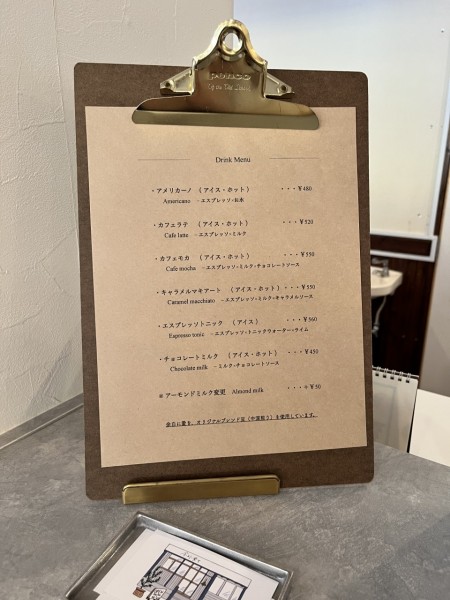 Drink Menu
・アメリカーノ （アイス・ホット） ・・・¥480
Americano - エスプレッソ・お水
・カフェラテ （アイス・ホット） ・・・¥520
Cafe latte - エスプレッソ・ミルク
・カフェモカ （アイス・ホット） ・・・¥550
Cafe mocha - エスプレッソ・ミルク・チョコレートソース
・キャラメルマキアート （アイス・ホット）・・・¥550
Caramel macchiato - エスプレッソ・ミルク・キャラメルソース
・エスプレッソトニック （アイス） ・・・¥560
Espresso tonic - エスプレッソ・トニックウォーター・ライム
・チョコレートミルク （アイス・ホット） ・・・¥450
Chocolate milk - ミルク・チョコレートソース
※アーモンドミルク変更 Almond milk ・・・+¥50